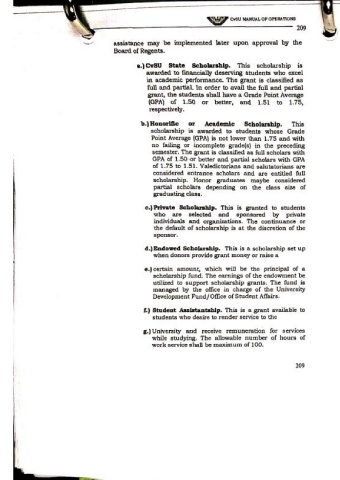 CvSU MANUAL OF OPERATIONS
209
assistance may be implemented later upon approval by the
Board of Regents.
a.) CvSU State Scholarship. This scholarship is
awarded to financially deserving students who excel
in academic performance. The grant is classified as
full and partial. In order to avail the full and partial
grant, the students shall have a Grade Point Average
(GPA) of 1.50 or better, and 1.51 to 1.75,
respectively.
b.) Honorific or Academic Scholarship. This
scholarship is awarded to students whose Grade
Point Average (GPA) is not lower than 1.75 and with
no failing or incomplete grade(s) in the preceding
semester. The grant is classified as full scholars with
GPA of 1.50 or better and partial scholars with GPA
of 1.75 to 1.51. Valedictorians and salutatorians are
considered entrance scholars and are entitled full
scholarship. Honor graduates maybe considered
partial scholars depending on the class size of
graduating class.
c.) Private Scholarship. This is granted to students
who are selected and sponsored by private
individuals and organizations. The continuance or
the default of scholarship is at the discretion of the
sponsor.
d.) Endowed Scholarship. This is a scholarship set up
when donors provide grant money or raise a
e.) certain amount, which will be the principal of a
scholarship fund. The earnings of the endowment be
utilized to support scholarship grants. The fund is
managed by the office in charge of the University
Development Fund/Office of Student Affairs.
f.) Student Assistantship. This is a grant available to
students who desire to render service to the
g.) University and receive remuneration for services
while studying. The allowable number of hours of
work service shall be maximum of 100.
209